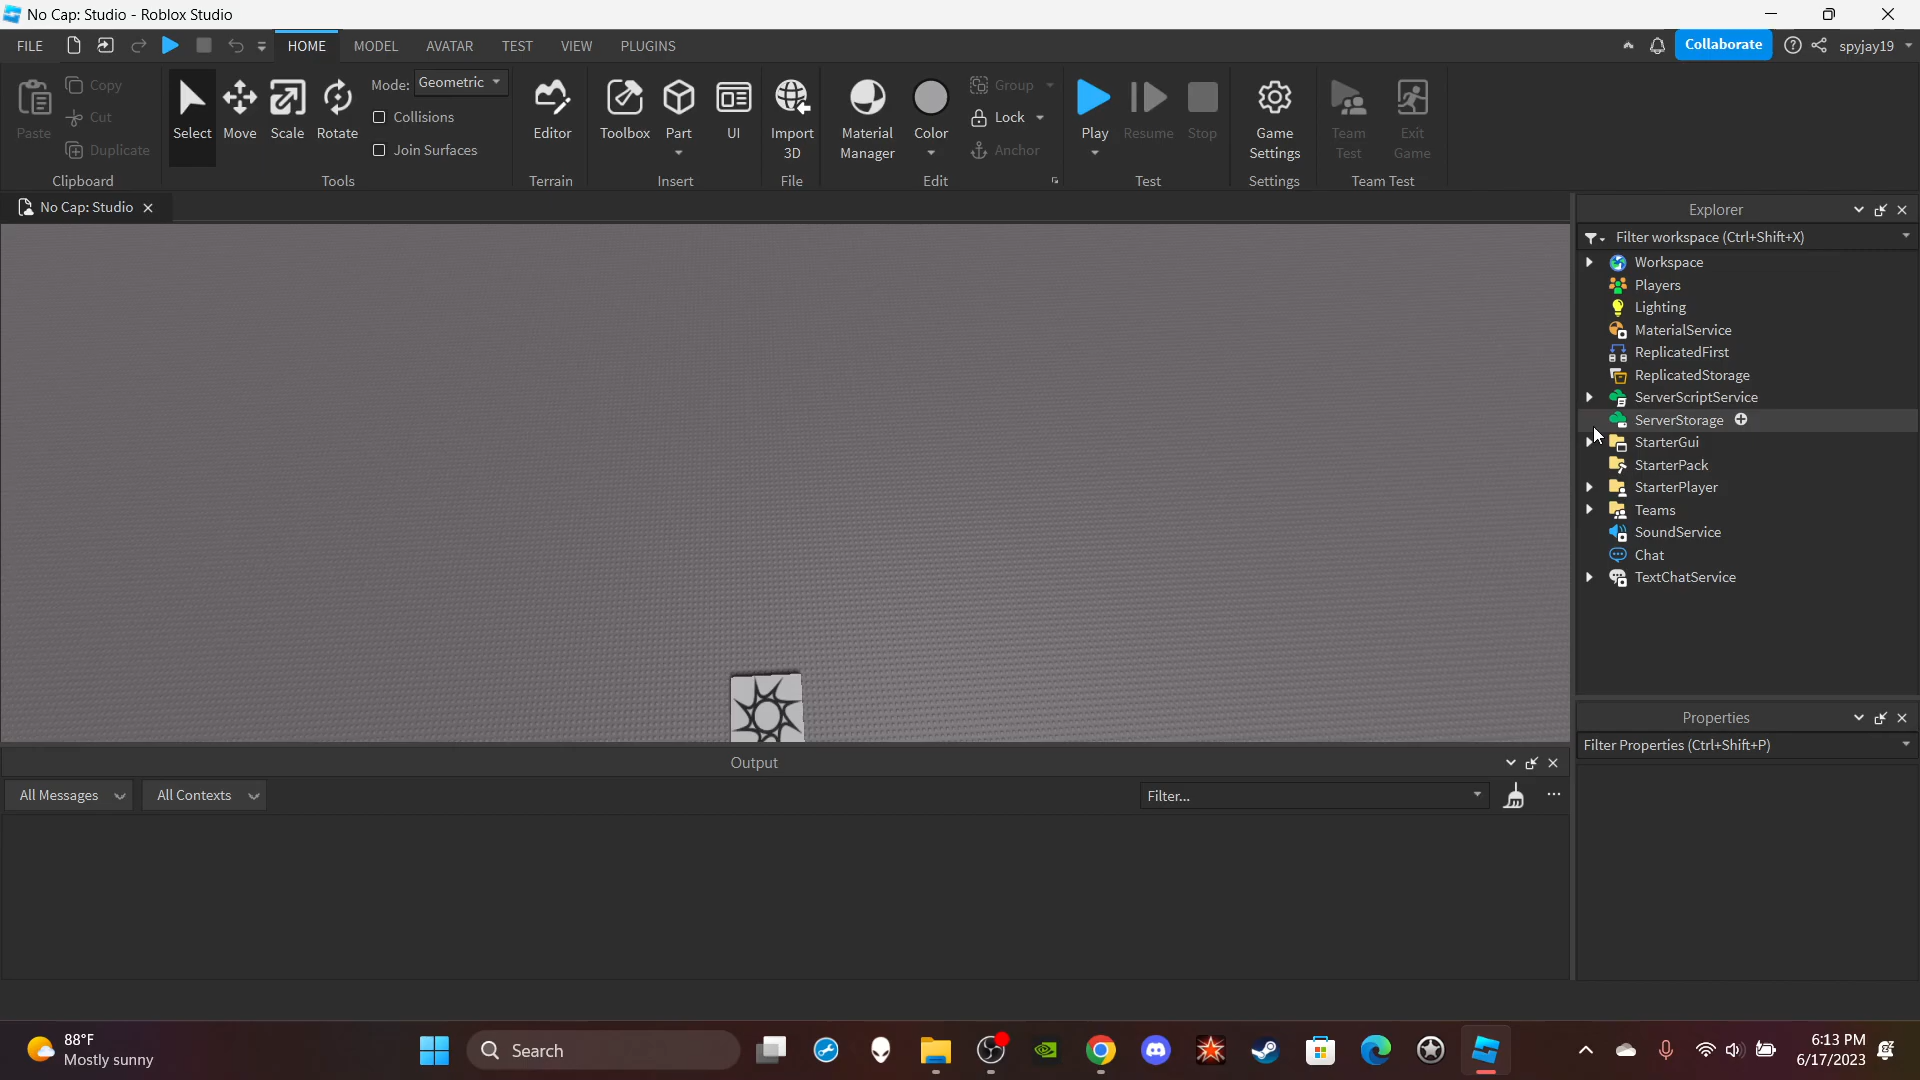 No Cap: Studio - Roblox Studio
FILE
HOME
MODEL
AVATAR
TEST
VIEW
PLUGINS
Collaborate
spyjay19
Paste
Copy
Cut
Duplicate
Clipboard
Select
Move
Scale
Rotate
Mode:
Geometric
Collisions
Join Surfaces
Tools
Editor
Terrain
Toolbox
Part
UI
Insert
Import
3D
File
Material
Manager
Color
Group
Lock
Anchor
Edit
Play
Resume
Stop
Test
Game
Settings
Settings
Team
Test
Exit
Game
Team Test
No Cap: Studio
Explorer
Filter workspace (Ctrl+Shift+X)
Workspace
Players
Lighting
MaterialService
ReplicatedFirst
ReplicatedStorage
ServerScriptService
ServerStorage
StarterGui
StarterPack
StarterPlayer
Teams
SoundService
Chat
TextChatService
Properties
Filter Properties (Ctrl+Shift+P)
Output
All Messages
All Contexts
Filter...
88°F
Mostly sunny
Search
6:13 PM
6/17/2023